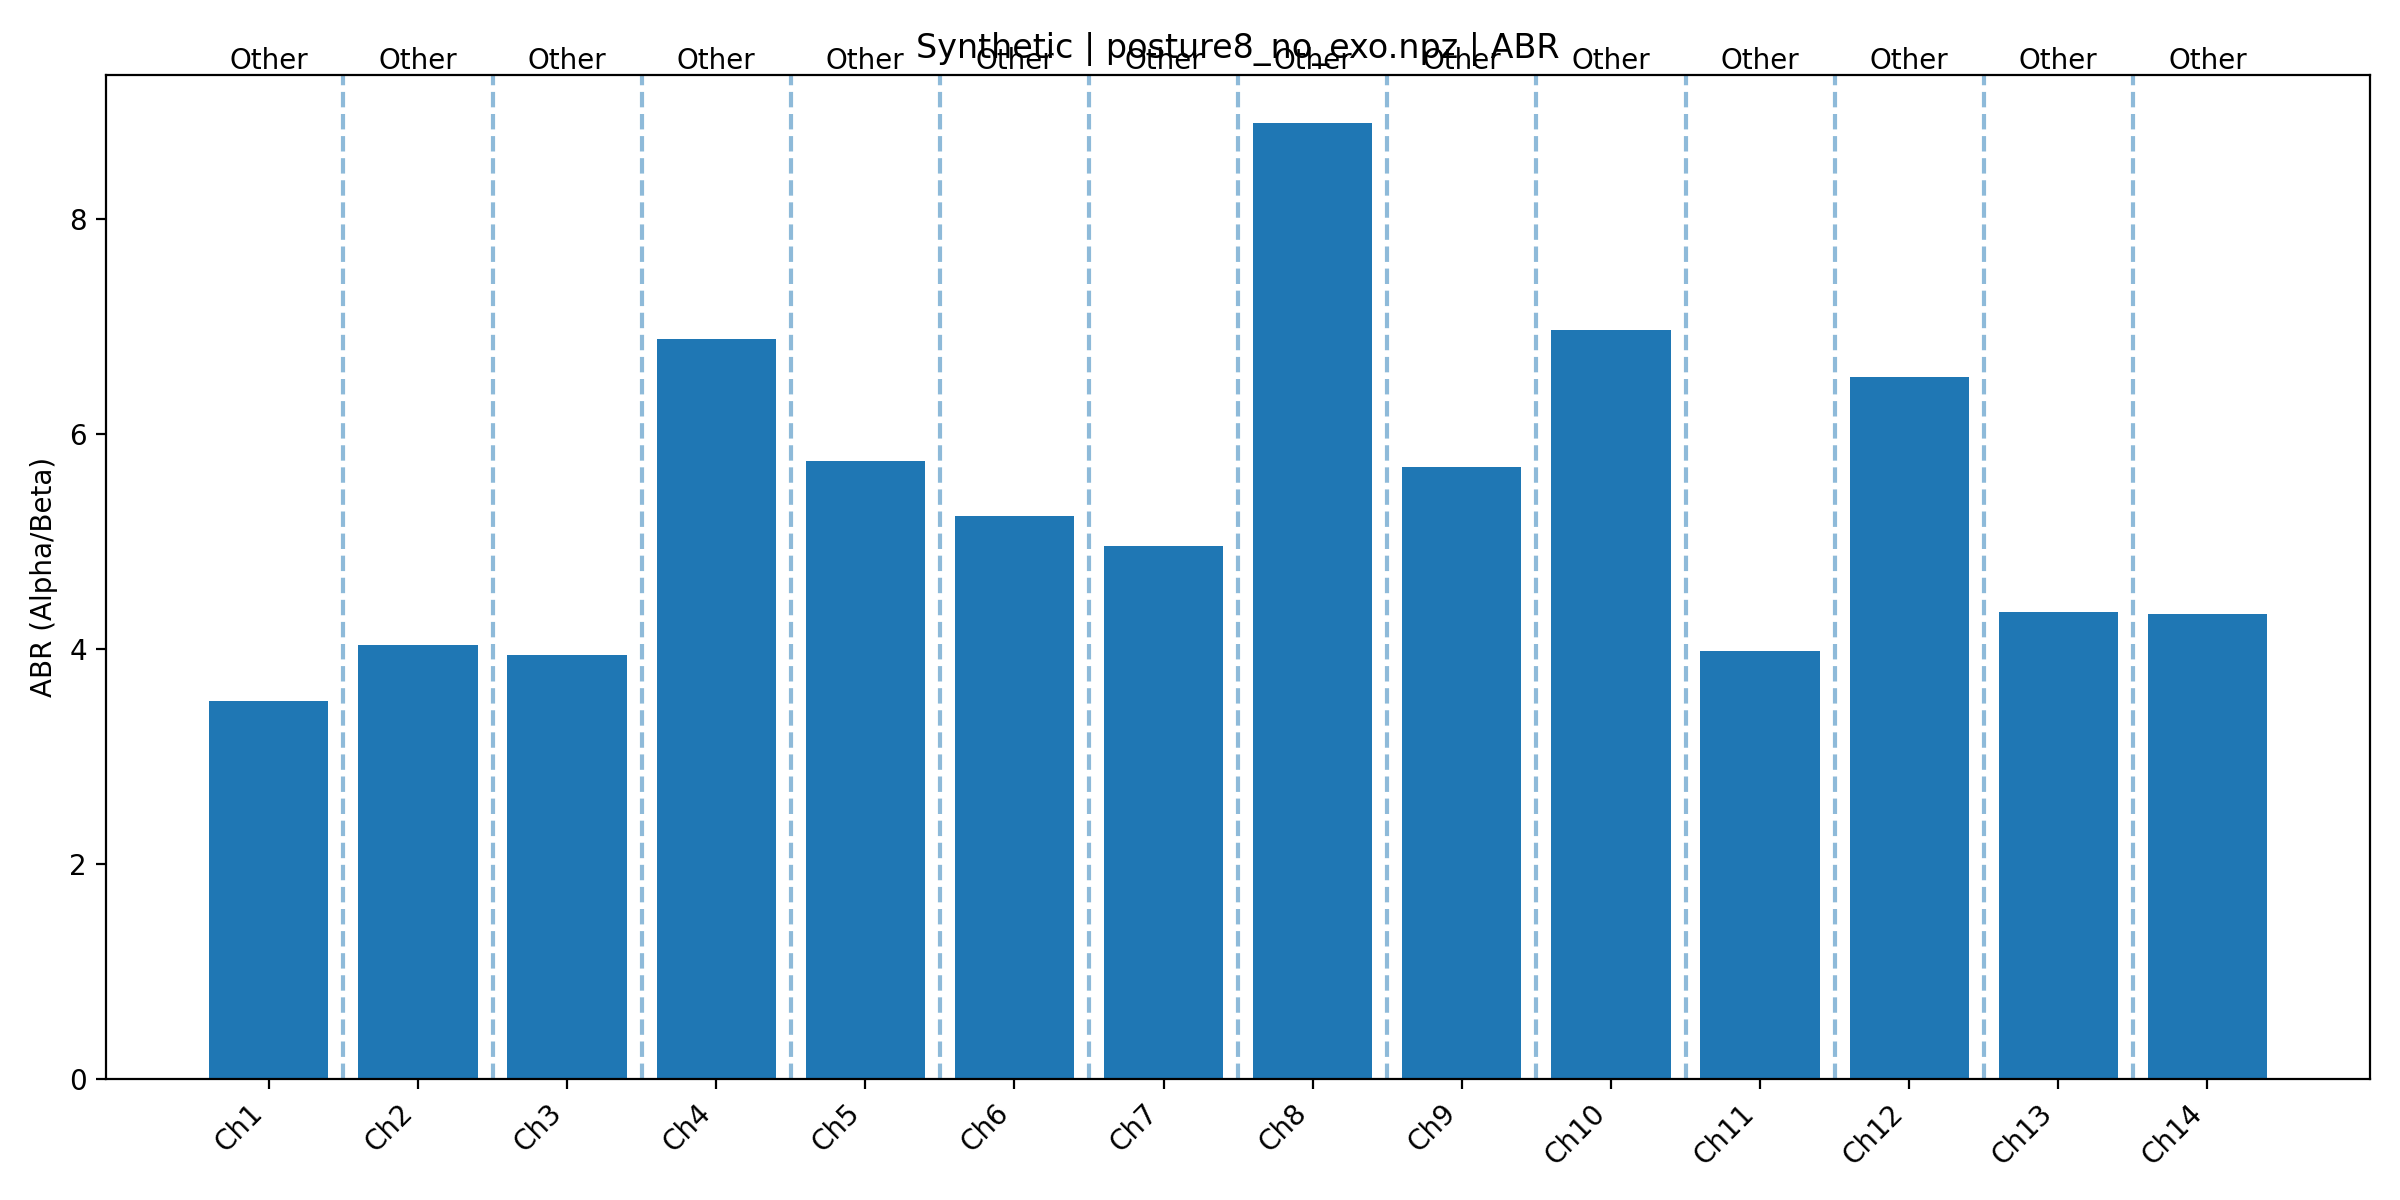 Synthetic | posture8_no_exo.npz | ABR
Other Other Other Other Other Other Other Other Other Other Other Other Other Other
ABR (Alpha/Beta)
8
6
4
2
0
Ch1 Ch2 Ch3 Ch4 Ch5 Ch6 Ch7 Ch8 Ch9 Ch10 Ch11 Ch12 Ch13 Ch14